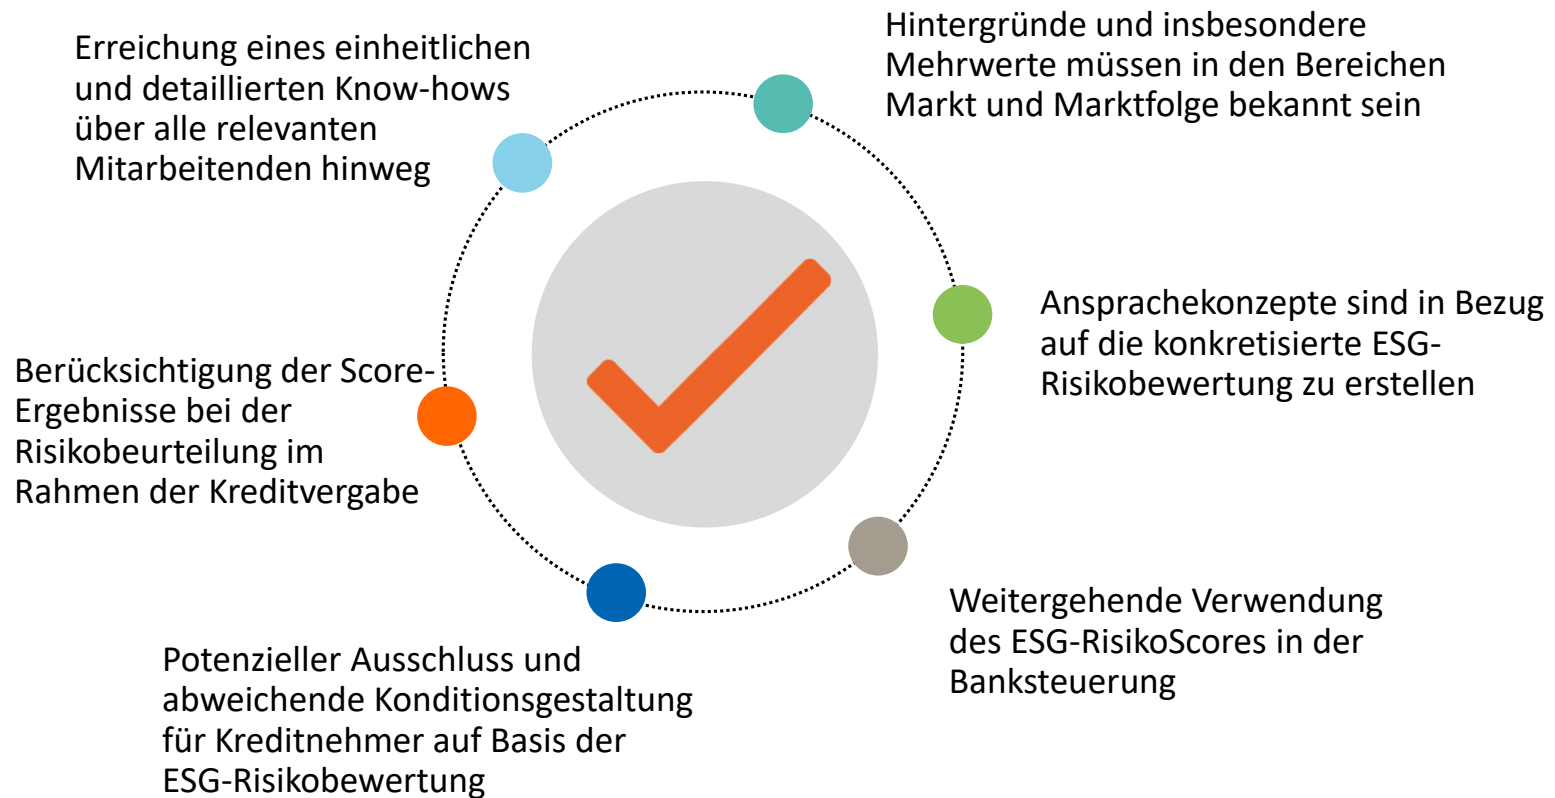 Erreichung eines einheitlichen
und detaillierten Know-hows
über alle relevanten
Mitarbeitenden hinweg
Hintergründe und insbesondere
Mehrwerte müssen in den Bereichen
Markt und Marktfolge bekannt sein
Ansprachekonzepte sind in Bezug
auf die konkretisierte ESG-
Risikobewertung zu erstellen
Weitergehende Verwendung
des ESG-RisikoScores in der
Banksteuerung
Potenzieller Ausschluss und
abweichende Konditionsgestaltung
für Kreditnehmer auf Basis der
ESG-Risikobewertung
Berücksichtigung der Score-
Ergebnisse bei der
Risikobeurteilung im
Rahmen der Kreditvergabe